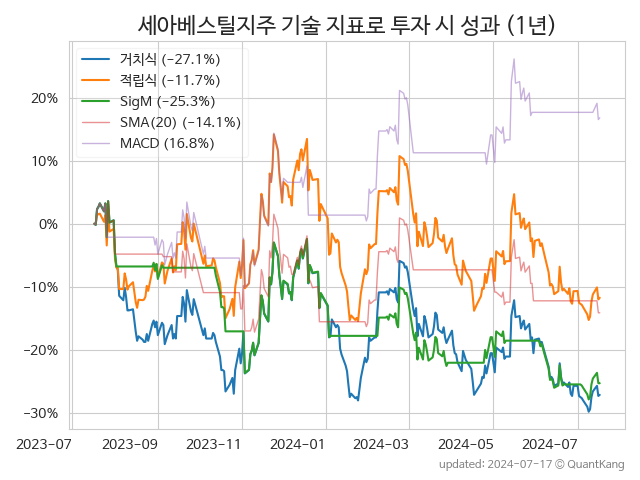 세아베스틸지주 기술 지표로 투자 시 성과 (1년)
거치식 (−27.1%)
적립식 (−11.7%)
SigM (−25.3%)
SMA(20) (−14.1%)
MACD (16.8%)
20%
10%
0%
−10%
−20%
−30%
2023-07 2023-09 2023-11 2024-01 2024-03 2024-05 2024-07
updated: 2024-07-17 © QuantKang